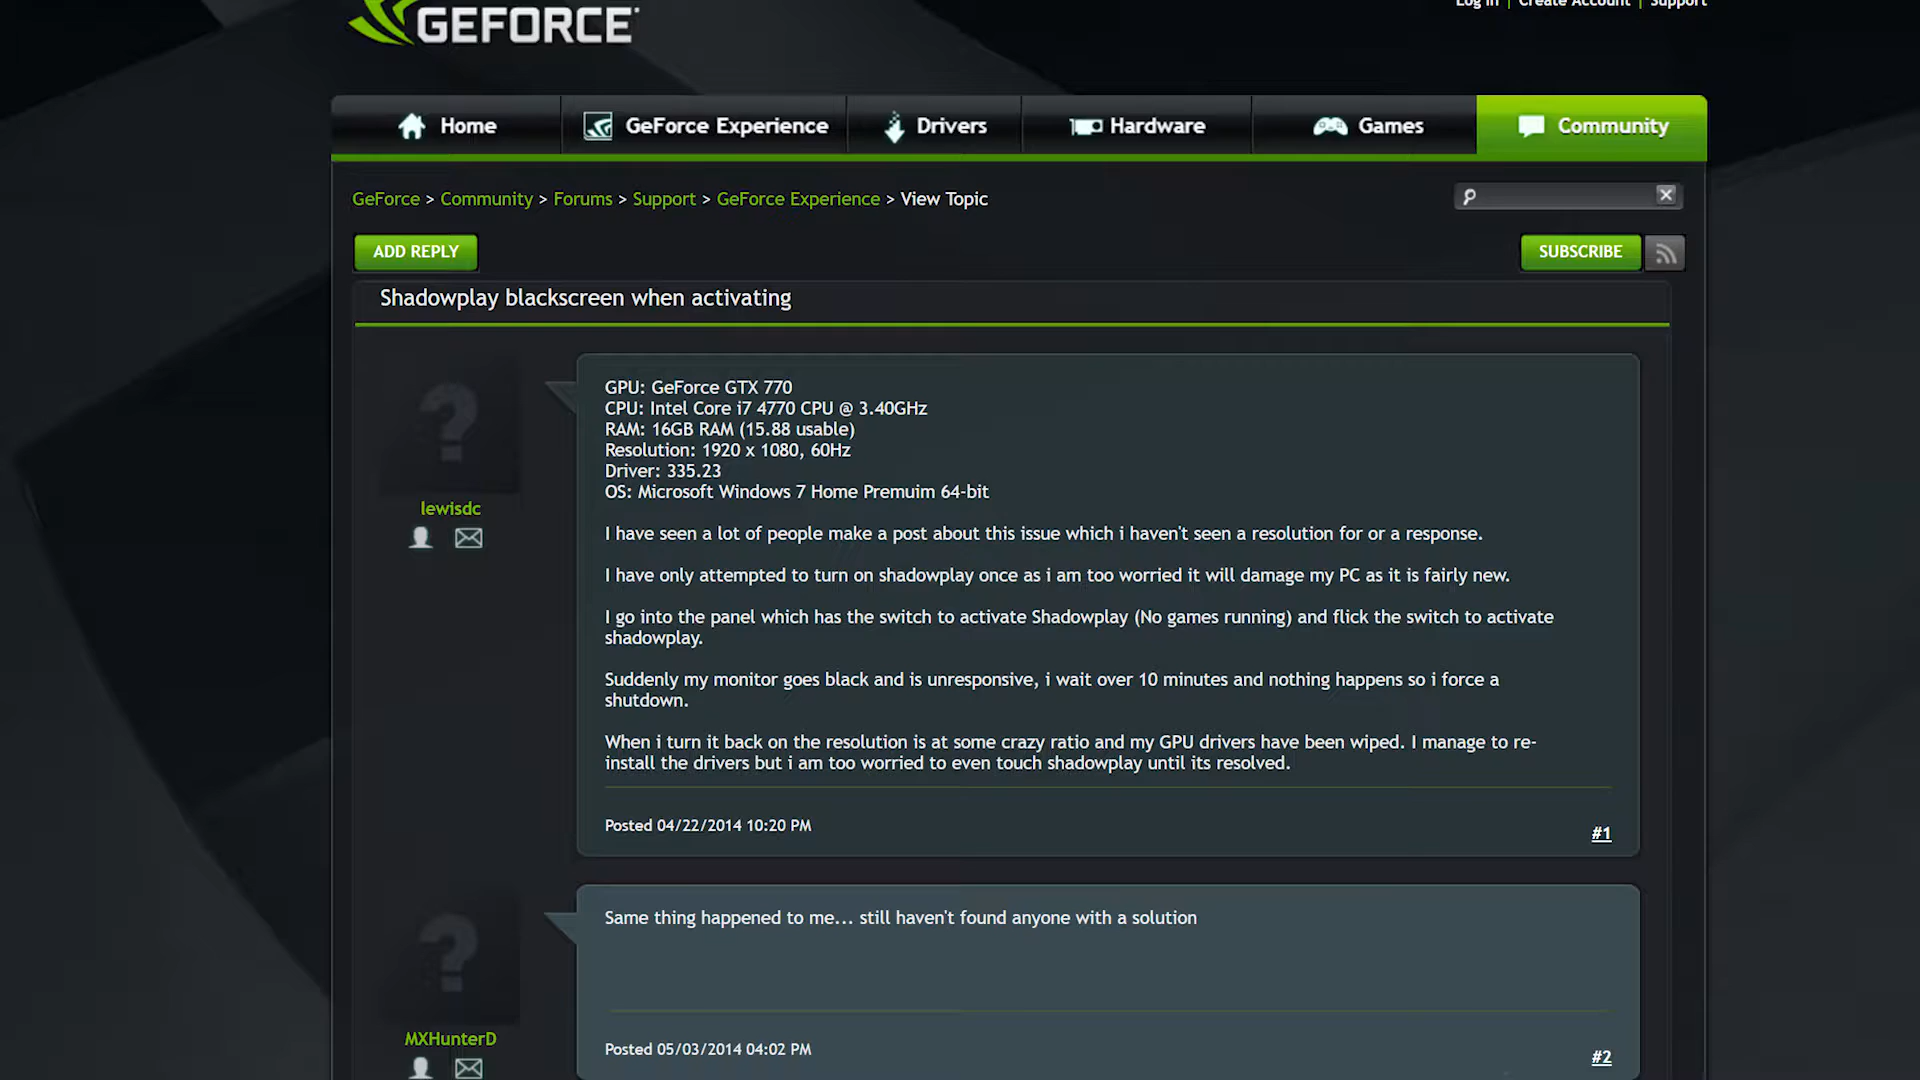 Log In | Create Account | Support
GEFORCE
Home
GeForce Experience
Drivers
Hardware
Games
Community
GeForce > Community > Forums > Support > GeForce Experience > View Topic
ADD REPLY
SUBSCRIBE
Shadowplay blackscreen when activating
GPU: GeForce GTX 770
CPU: Intel Core i7 4770 CPU @ 3.40GHz
RAM: 16GB RAM (15.88 usable)
Resolution: 1920 x 1080, 60Hz
Driver: 335.23
OS: Microsoft Windows 7 Home Premuim 64-bit
lewisdc
I have seen a lot of people make a post about this issue which i haven't seen a resolution for or a response.
I have only attempted to turn on shadowplay once as i am too worried it will damage my PC as it is fairly new.
I go into the panel which has the switch to activate Shadowplay (No games running) and flick the switch to activate
shadowplay.
Suddenly my monitor goes black and is unresponsive, i wait over 10 minutes and nothing happens so i force a
shutdown.
When i turn it back on the resolution is at some crazy ratio and my GPU drivers have been wiped. I manage to re-
install the drivers but i am too worried to even touch shadowplay until its resolved.
Posted 04/22/2014 10:20 PM
#1
Same thing happened to me... still haven't found anyone with a solution
MXHunterD
Posted 05/03/2014 04:02 PM
#2